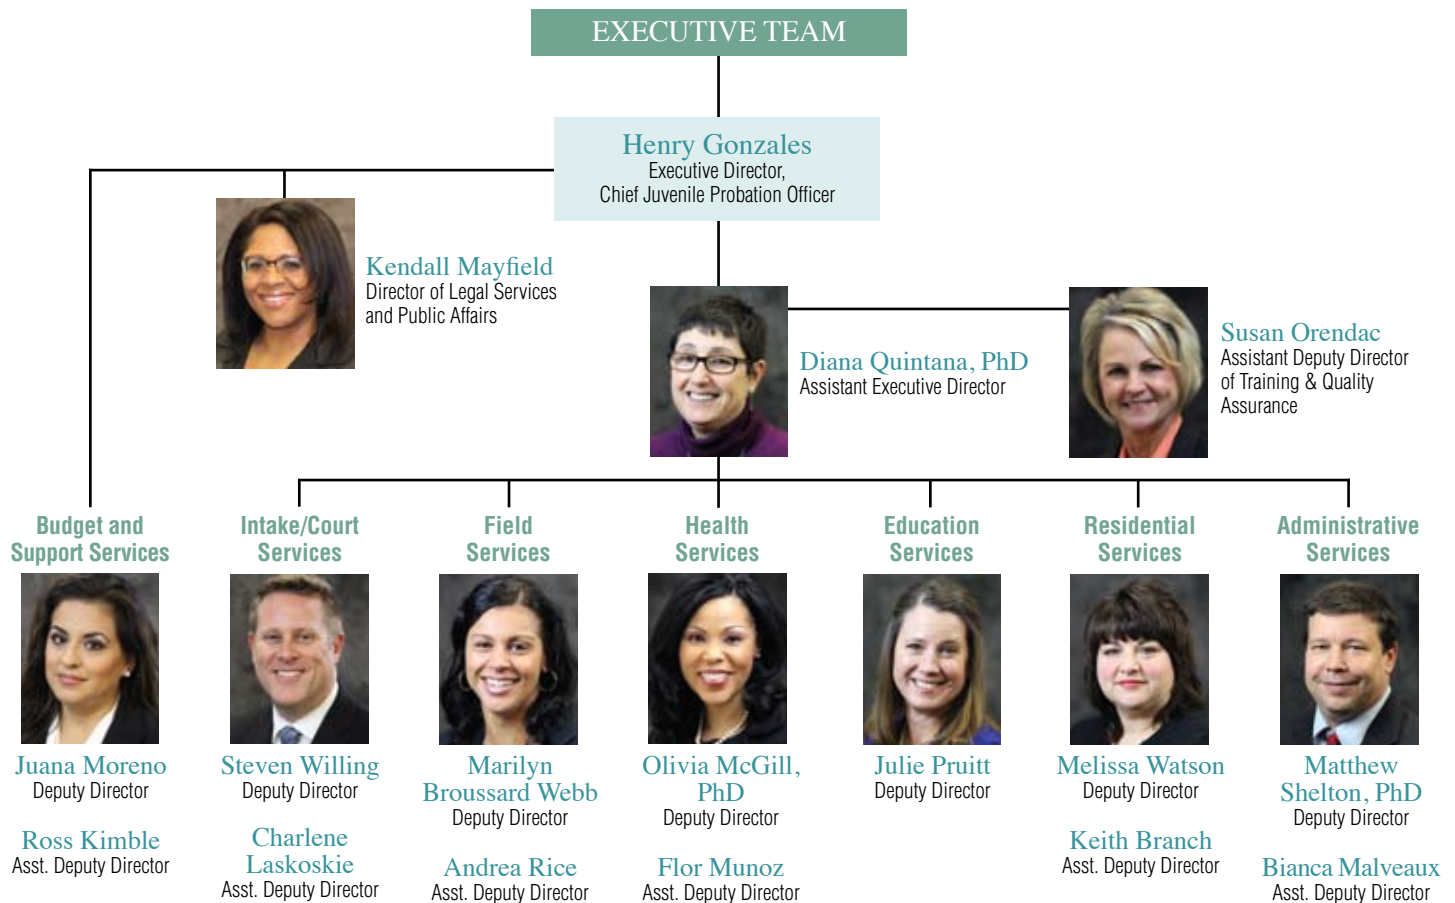 EXECUTIVE TEAM
Henry Gonzales
Executive Director,
Chief Juvenile Probation Officer
Kendall Mayfield
Director of Legal Services
and Public Affairs
Diana Quintana, PhD
Assistant Executive Director
Susan Orendac
Assistant Deputy Director
of Training & Quality
Assurance
Budget and
Support Services
Juana Moreno
Deputy Director
Ross Kimble
Asst. Deputy Director
Intake/Court
Services
Steven Willing
Deputy Director
Charlene
Laskoskie
Asst. Deputy Director
Field
Services
Marilyn
Broussard Webb
Deputy Director
Andrea Rice
Asst. Deputy Director
Health
Services
Olivia McGill,
PhD
Deputy Director
Flor Munoz
Asst. Deputy Director
Education
Services
Julie Pruitt
Deputy Director
Residential
Services
Melissa Watson
Deputy Director
Keith Branch
Asst. Deputy Director
Administrative
Services
Matthew
Shelton, PhD
Deputy Director
Bianca Malveaux
Asst. Deputy Director